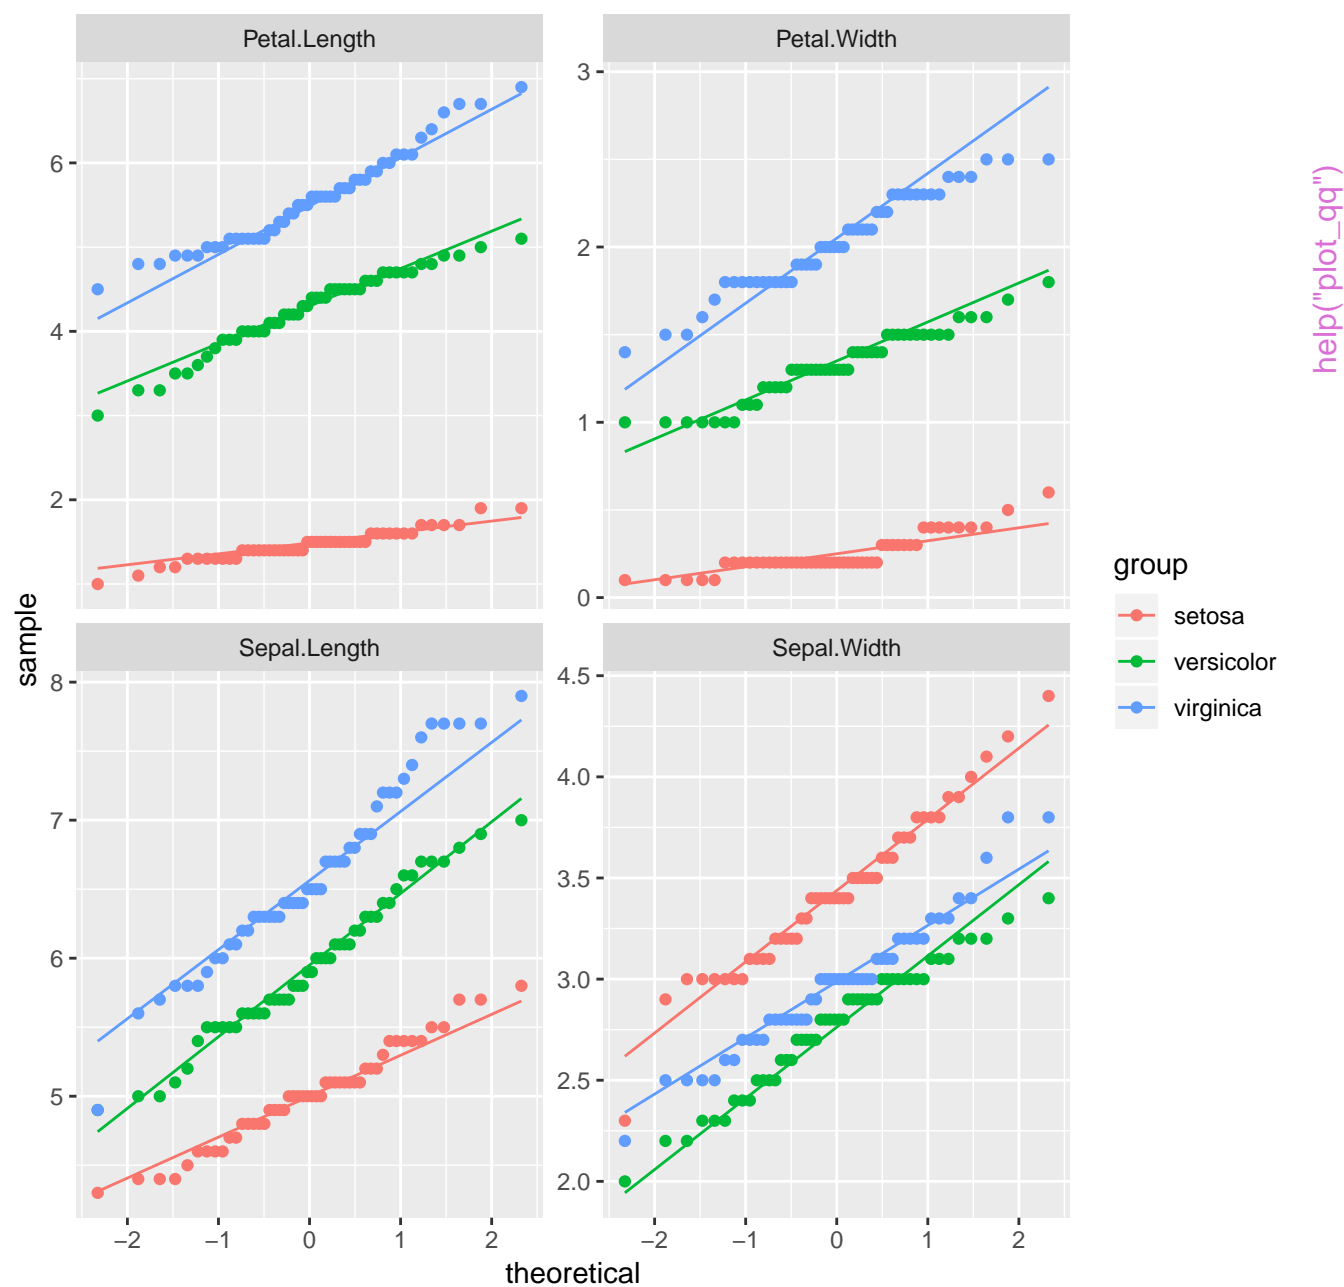 Petal.Length
Petal.Width
6
4
2
3
2
1
0
Sepal.Length
Sepal.Width
8
7
6
5
4.5
4.0
3.5
3.0
2.5
2.0
−2 −1 0 1 2
−2 −1 0 1 2
theoretical
sample
group
setosa
versicolor
virginica
help("plot_qq")